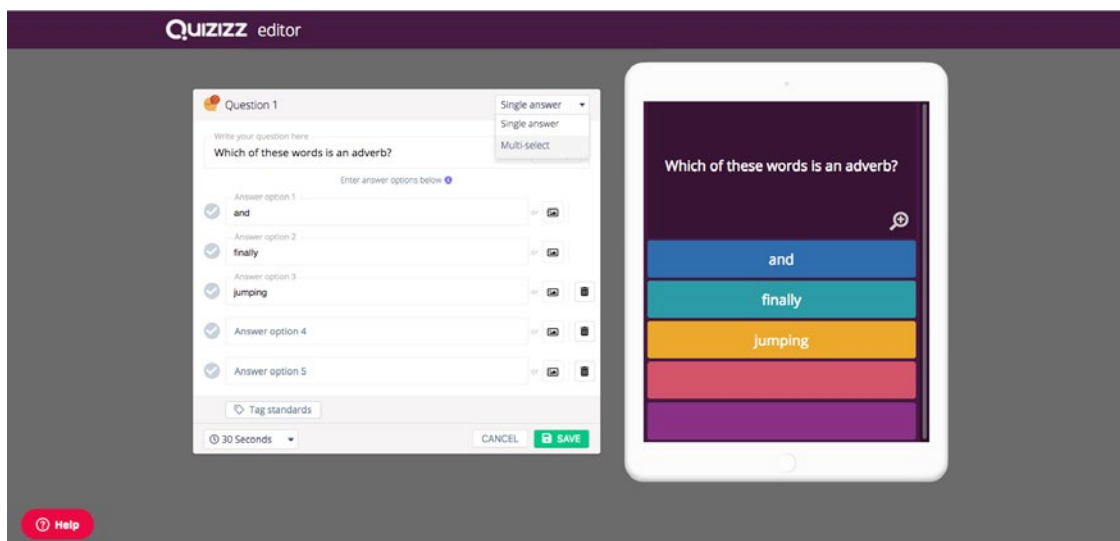 QUIZIZZ editor
Question 1
Single answer
Single answer
Multi-select
Write your question here
Which of these words is an adverb?
Enter answer options below
Answer option 1
and
or
Answer option 2
finally
or
Answer option 3
jumping
or
Answer option 4
or
Answer option 5
or
Tag standards
30 Seconds
CANCEL
SAVE
Which of these words is an adverb?
and
finally
jumping
Help